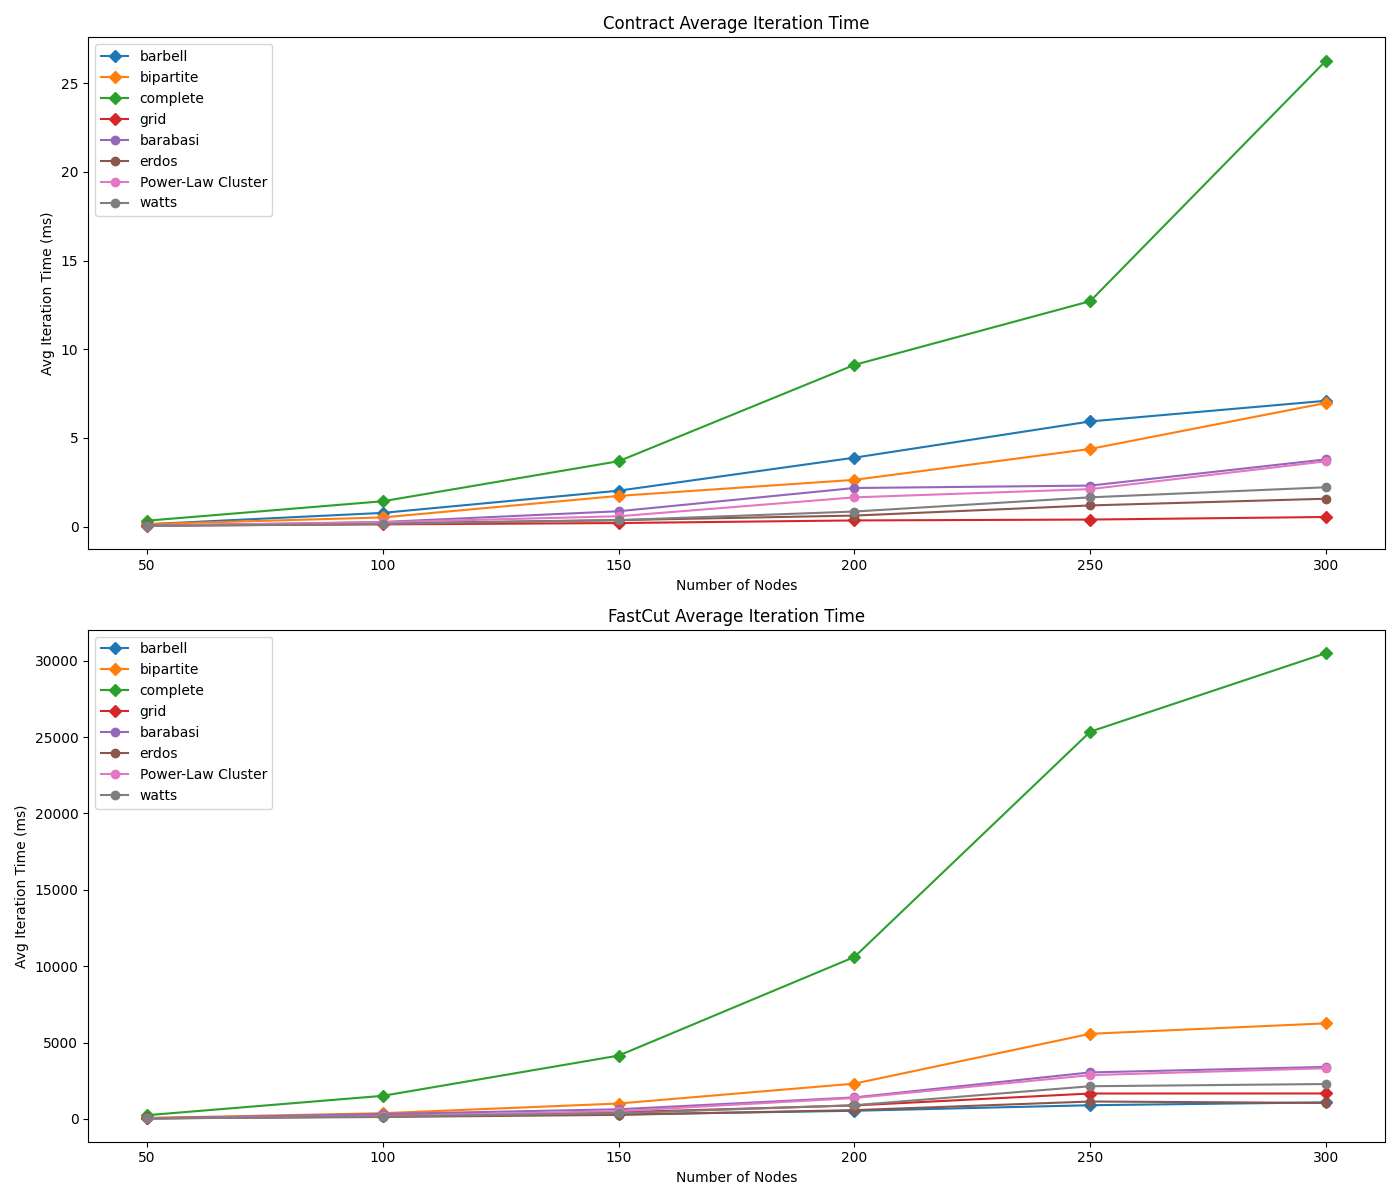 Contract Average Iteration Time
barbell
bipartite
complete
grid
barabasi
erdos
Power-Law Cluster
watts
Avg Iteration Time (ms)
25
20
15
10
5
0
50 100 150 200 250 300
Number of Nodes
FastCut Average Iteration Time
barbell
bipartite
complete
grid
barabasi
erdos
Power-Law Cluster
watts
Avg Iteration Time (ms)
30000
25000
20000
15000
10000
5000
0
50 100 150 200 250 300
Number of Nodes